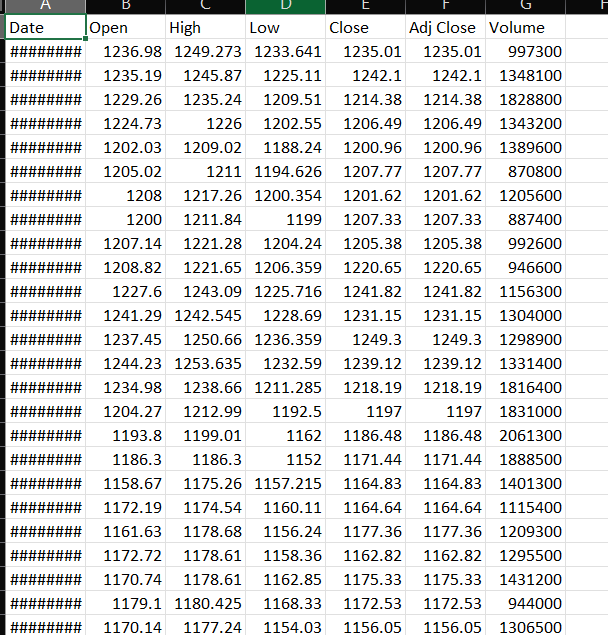 A B C D E F G
Date Open High Low Close Adj Close Volume
######## 1236.98 1249.273 1233.641 1235.01 1235.01 997300
######## 1235.19 1245.87 1225.11 1242.1 1242.1 1348100
######## 1229.26 1235.24 1209.51 1214.38 1214.38 1828800
######## 1224.73 1226 1202.55 1206.49 1206.49 1343200
######## 1202.03 1209.02 1188.24 1200.96 1200.96 1389600
######## 1205.02 1211 1194.626 1207.77 1207.77 870800
######## 1208 1217.26 1200.354 1201.62 1201.62 1205600
######## 1200 1211.84 1199 1207.33 1207.33 887400
######## 1207.14 1221.28 1204.24 1205.38 1205.38 992600
######## 1208.82 1221.65 1206.359 1220.65 1220.65 946600
######## 1227.6 1243.09 1225.716 1241.82 1241.82 1156300
######## 1241.29 1242.545 1228.69 1231.15 1231.15 1304000
######## 1237.45 1250.66 1236.359 1249.3 1249.3 1298900
######## 1244.23 1253.635 1232.59 1239.12 1239.12 1331400
######## 1234.98 1238.66 1211.285 1218.19 1218.19 1816400
######## 1204.27 1212.99 1192.5 1197 1197 1831000
######## 1193.8 1199.01 1162 1186.48 1186.48 2061300
######## 1186.3 1186.3 1152 1171.44 1171.44 1888500
######## 1158.67 1175.26 1157.215 1164.83 1164.83 1401300
######## 1172.19 1174.54 1160.11 1164.64 1164.64 1115400
######## 1161.63 1178.68 1156.24 1177.36 1177.36 1209300
######## 1172.72 1178.61 1158.36 1162.82 1162.82 1295500
######## 1170.74 1178.61 1162.85 1175.33 1175.33 1431200
######## 1179.1 1180.425 1168.33 1172.53 1172.53 944000
######## 1170.14 1177.24 1154.03 1156.05 1156.05 1306500